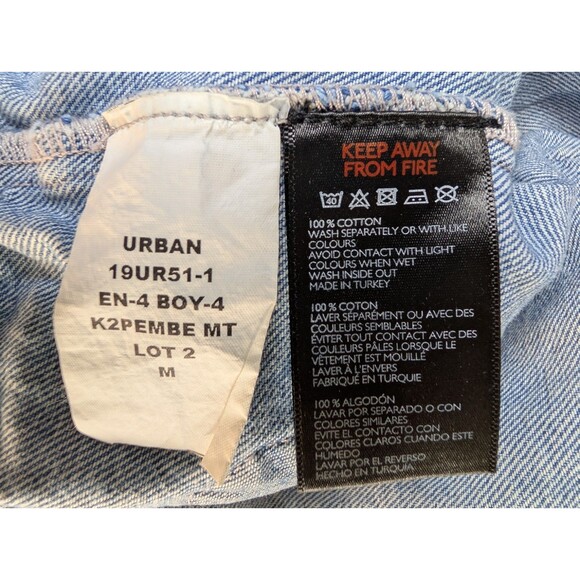 URBAN
19UR51-1
EN-4 BOY-4
K2PEMBE MT
LOT 2
M
KEEP AWAY
FROM FIRE
40
100% COTTON
WASH SEPARATELY OR WITH LIKE
COLOURS
AVOID CONTACT WITH LIGHT
COLOURS WHEN WET
WASH INSIDE OUT
MADE IN TURKEY
100% COTON
LAVER SÉPARÉMENT OU AVEC DES
COULEURS SEMBLABLES
ÉVITER TOUT CONTACT AVEC DES
COULEURS PÂLES LORSQUE LE
VÊTEMENT EST MOUILLÉ
LAVER À L'ENVERS
FABRIQUÉ EN TURQUIE
100% ALGODÓN
LAVAR POR SEPARADO O CON
COLORES SIMILARES
EVITE EL CONTACTO CON
COLORES CLAROS CUANDO ESTE
HÚMEDO
LAVAR POR EL REVERSO
HECHO EN TURQUIA